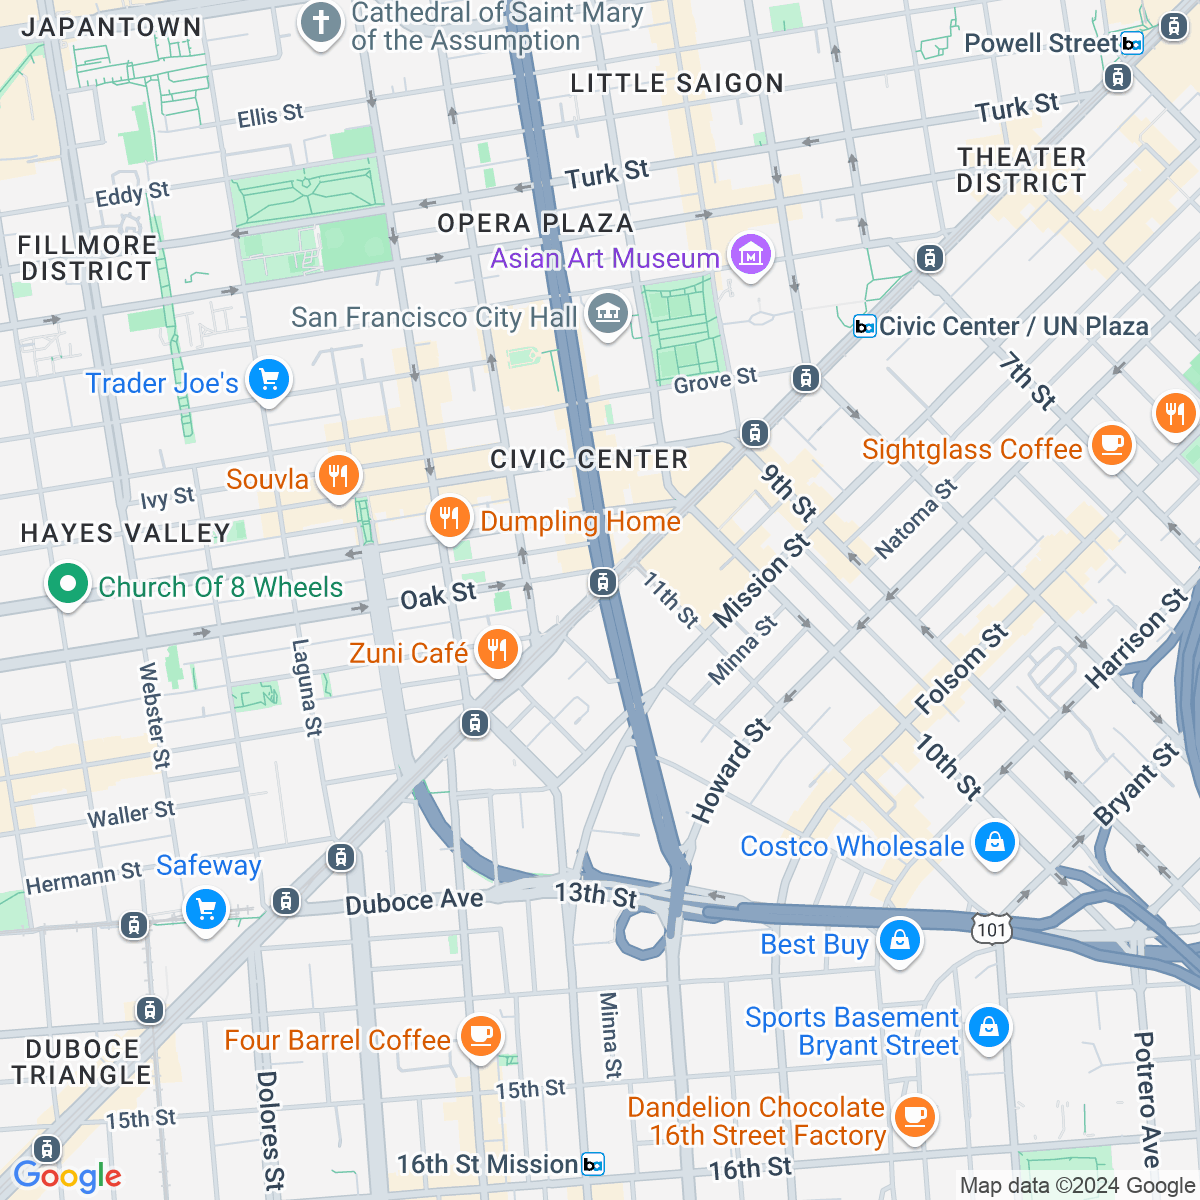 JAPANTOWN
Cathedral of Saint Mary
of the Assumption
Powell Street
LITTLE SAIGON
Turk St
Ellis St
THEATER
DISTRICT
Turk St
Eddy St
OPERA PLAZA
FILLMORE
DISTRICT
Asian Art Museum
San Francisco City Hall
Civic Center / UN Plaza
Trader Joe's
Grove St
7th St
Sightglass Coffee
CIVIC CENTER
Souvla
9th St
Ivy St
Natoma St
HAYES VALLEY
Dumpling Home
Church Of 8 Wheels
Oak St
11th St
Mission St
Minna St
Harrison St
Zuni Café
Folsom St
Laguna St
Webster St
Howard St
10th St
Bryant St
Waller St
Costco Wholesale
Safeway
Hermann St
Duboce Ave
13th St
101
Best Buy
Sports Basement
Bryant Street
Minna St
Four Barrel Coffee
DUBOCE
TRIANGLE
Potrero Ave
Dolores St
15th St
15th St
Dandelion Chocolate
16th Street Factory
16th St Mission
16th St
Google
Map data ©2024 Google